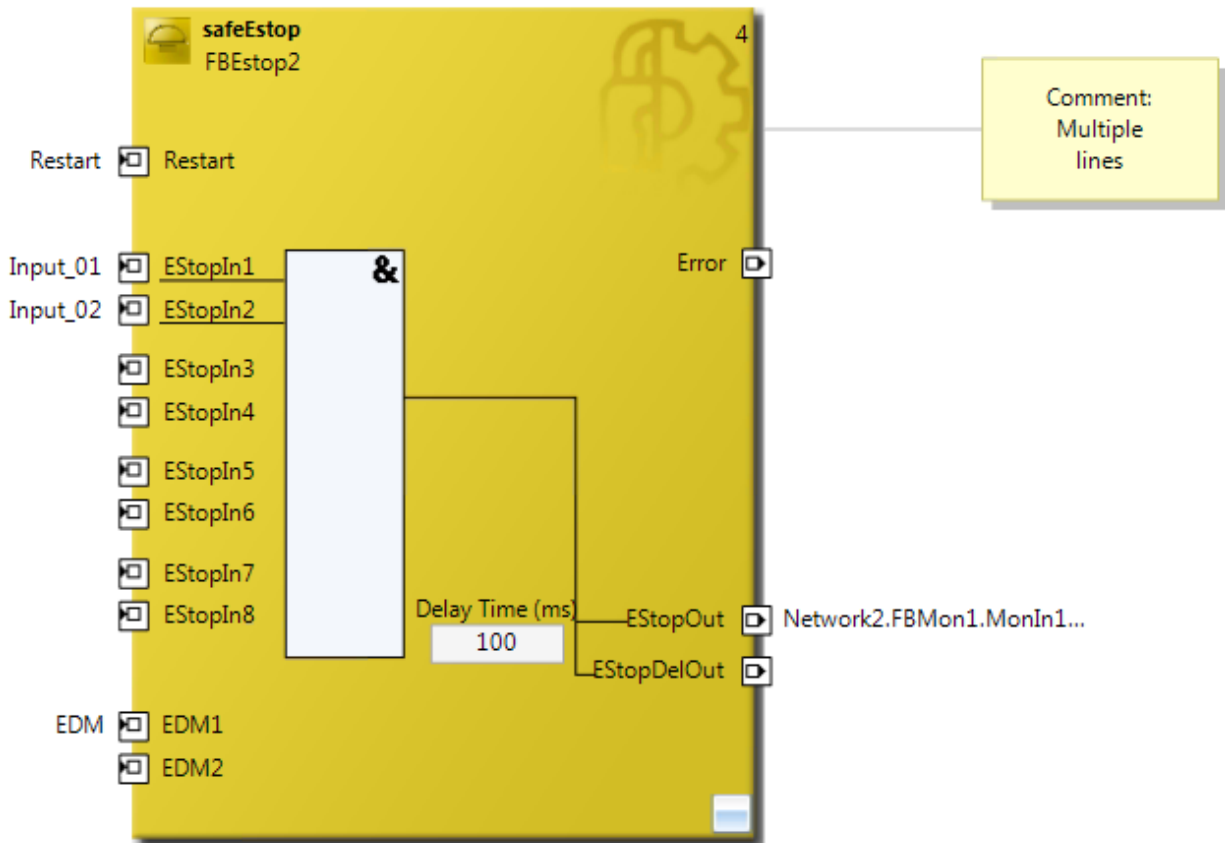 safeEstop
FBEstop2
4
Comment:
Multiple
lines
Restart Restart
Input_01 EStopIn1
&
Error
Input_02 EStopIn2
EStopIn3
EStopIn4
EStopIn5
EStopIn6
EStopIn7
EStopIn8
Delay Time (ms)
100
EStopOut Network2.FBMon1.MonIn1...
EStopDelOut
EDM EDM1
EDM2